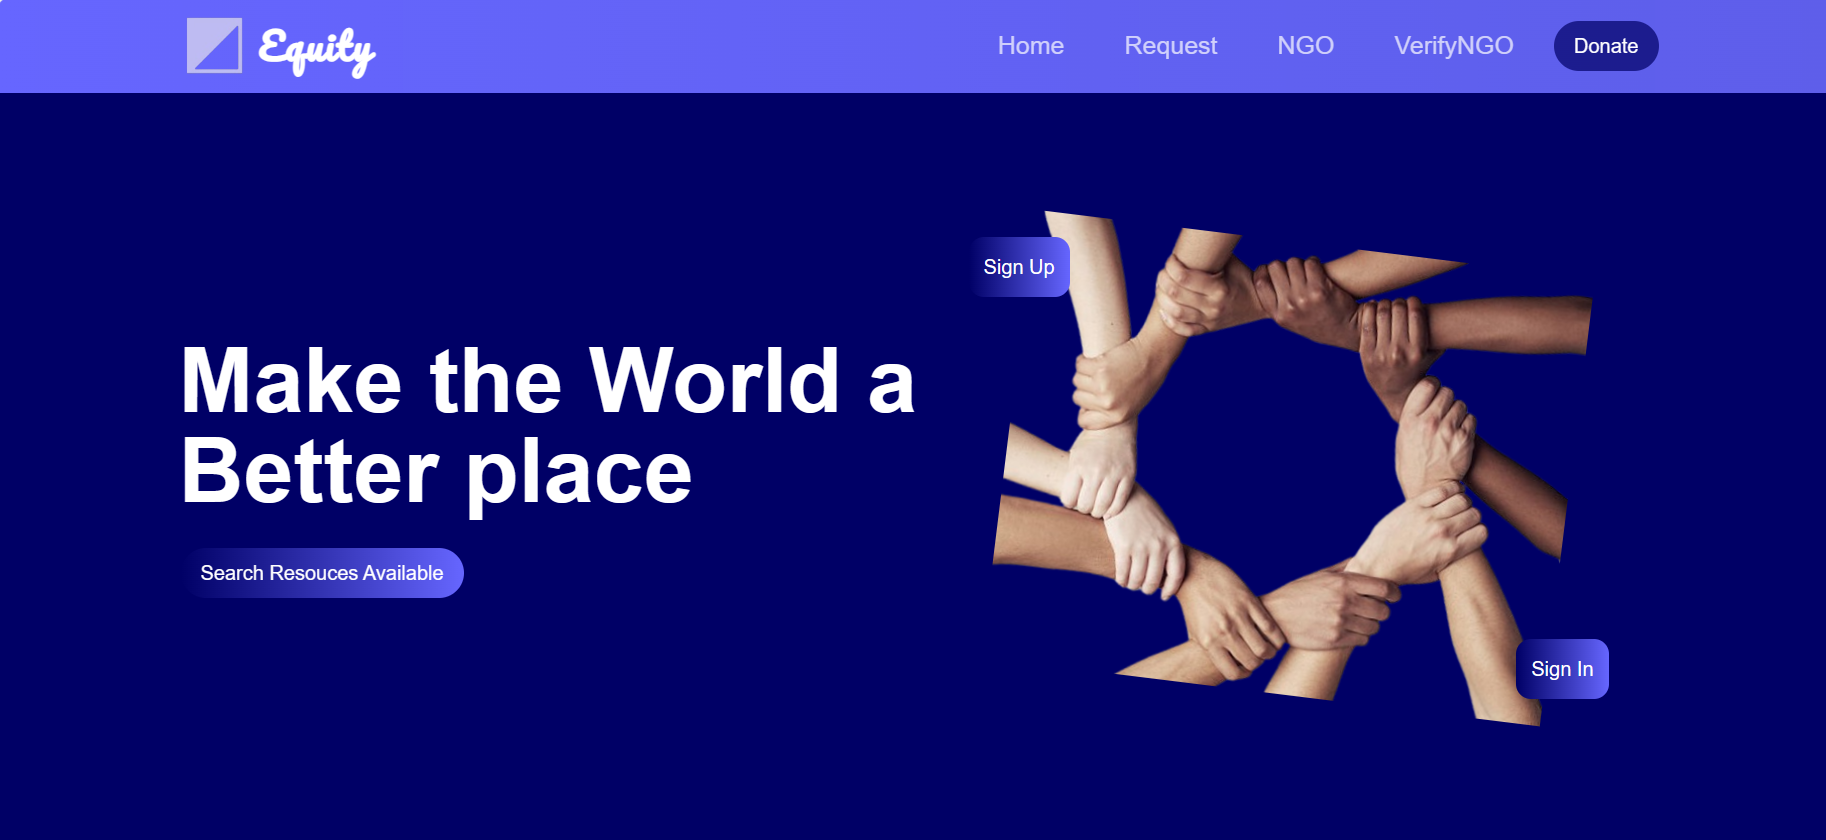 Equity
Home
Request
NGO
VerifyNGO
Donate
Sign Up
Make the World a
Better place
Search Resouces Available
Sign In